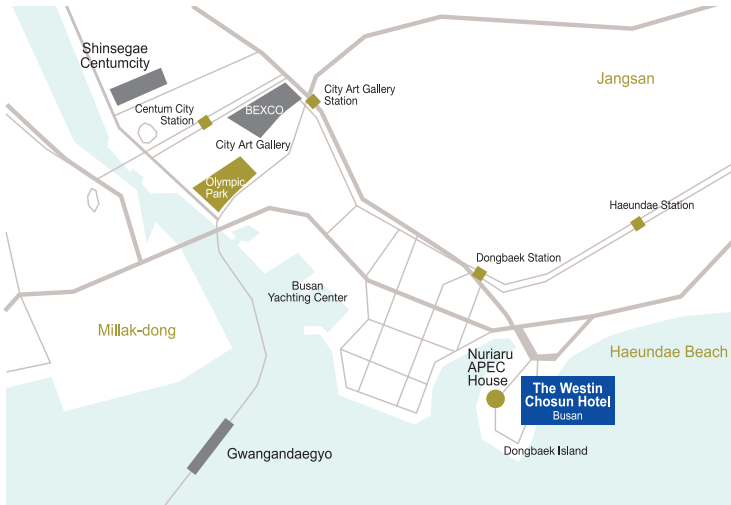 Shinsegae
Centumcity
Jangsan
City Art Gallery
Station
Centum City
Station
BEXCO
City Art Gallery
Olympic
Park
Haeundae Station
Dongbaek Station
Busan
Yachting Center
Millak-dong
Nuriaru
APEC
House
Haeundae Beach
The Westin
Chosun Hotel
Busan
Dongbaek Island
Gwangandaegyo